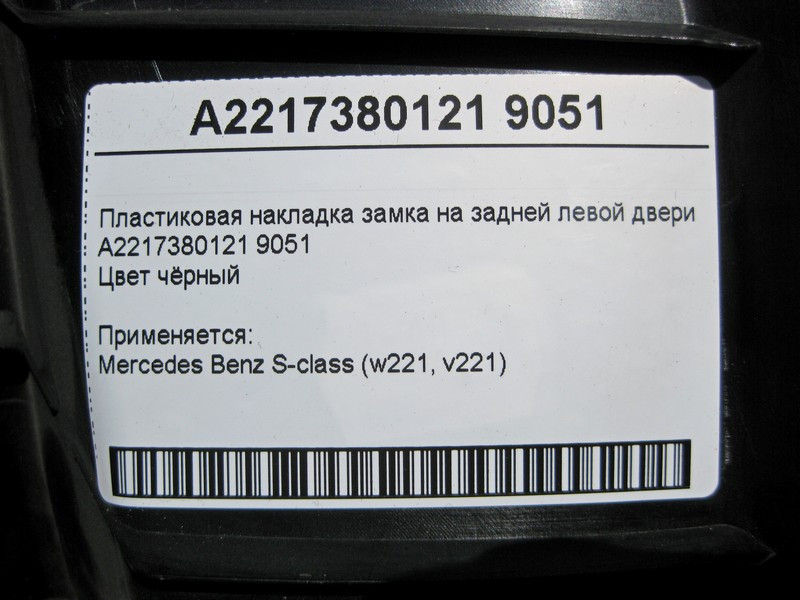 A2217380121 9051
Пластиковая накладка замка на задней левой двери
A2217380121 9051
Цвет чёрный
Применяется:
Mercedes Benz S-class (w221, v221)